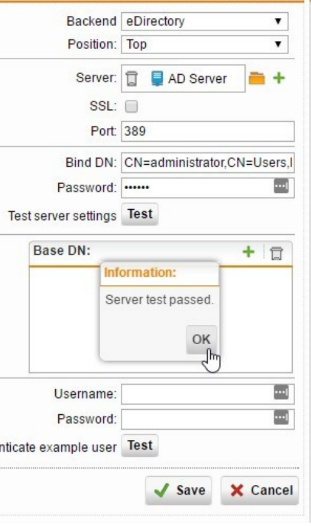 Backend eDirectory
Position: Top
Server: AD Server
SSL:
Port: 389
Bind DN: CN=administrator,CN=Users,
Password: ••••••
Test server settings Test
Base DN:
Information:
Server test passed.
OK
Username:
Password:
nticate example user Test
Save Cancel